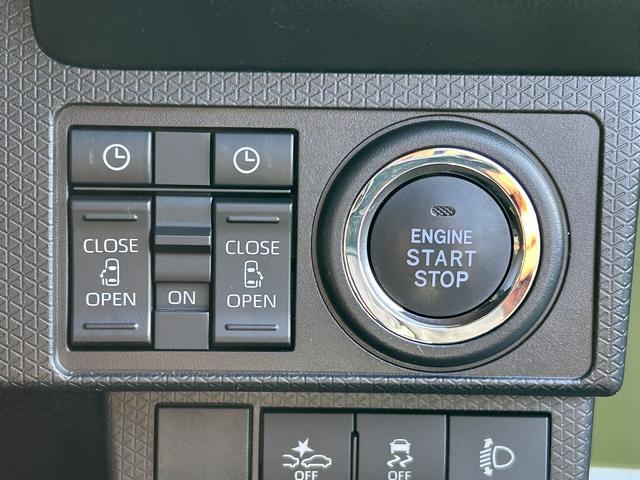 CLOSE
OPEN
ON
CLOSE
OPEN
ENGINE
START
STOP
OFF
OFF